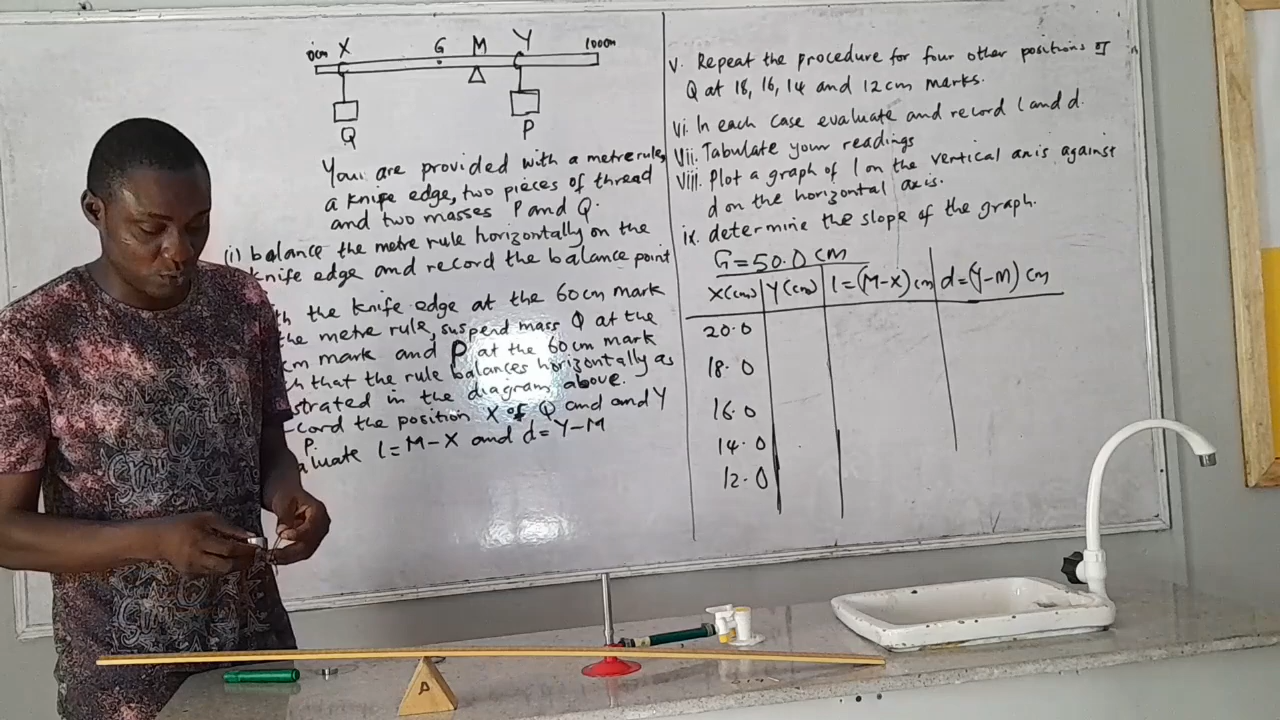 0cm X G M Y 100cm
Q P
You are provided with a metre rule,
a knife edge, two pieces of thread
and two masses P and Q.
(i) balance the metre rule horizontally on the
knife edge and record the balance point
the knife edge at the 60cm mark
the metre rule, suspend mass Q at the
cm mark and P at the 60cm mark
that the rule balances horizontally as
strated in the diagram above.
cord the position X of Q and and Y
P
aluate l = M-X and d = Y-M
v. Repeat the procedure for four other positions of
Q at 18, 16, 14 and 12cm marks.
vi. In each case evaluate and record l and d.
vii. Tabulate your readings
viii. Plot a graph of l on the vertical axis against
d on the horizontal axis.
ix. determine the slope of the graph.
G = 50.0 cm
X(cm) Y(cm) l=(M-X)cm d=(Y-M)cm
20.0
18.0
16.0
14.0
12.0